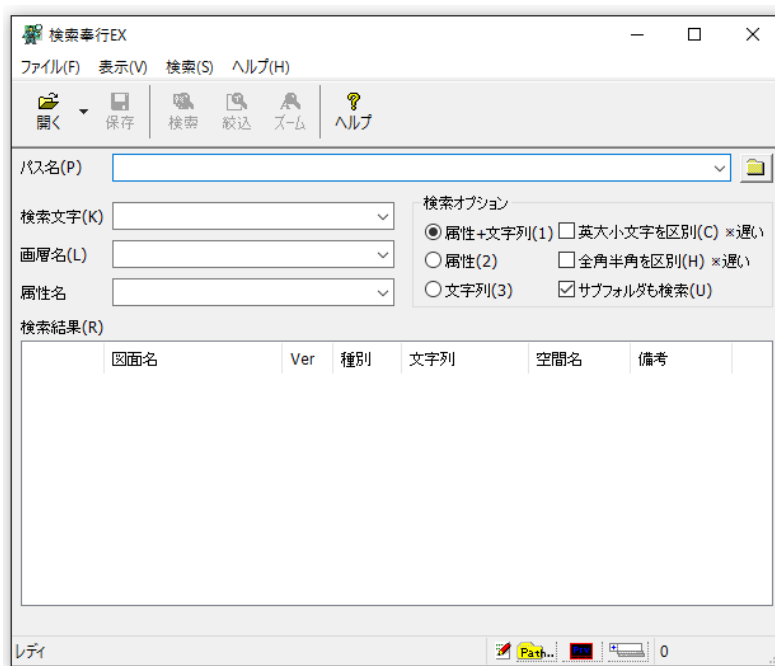 検索奉行EX
ファイル(F) 表示(V) 検索(S) ヘルプ(H)
開く 保存 検索 絞込 ズーム ヘルプ
パス名(P)
検索文字(K)
画層名(L)
属性名
検索オプション
属性+文字列(1) 英大小文字を区別(C) ※遅い
属性(2) 全角半角を区別(H) ※遅い
文字列(3) サブフォルダも検索(U)
検索結果(R)
図面名 Ver 種別 文字列 空間名 備考
レディ Path.. 0